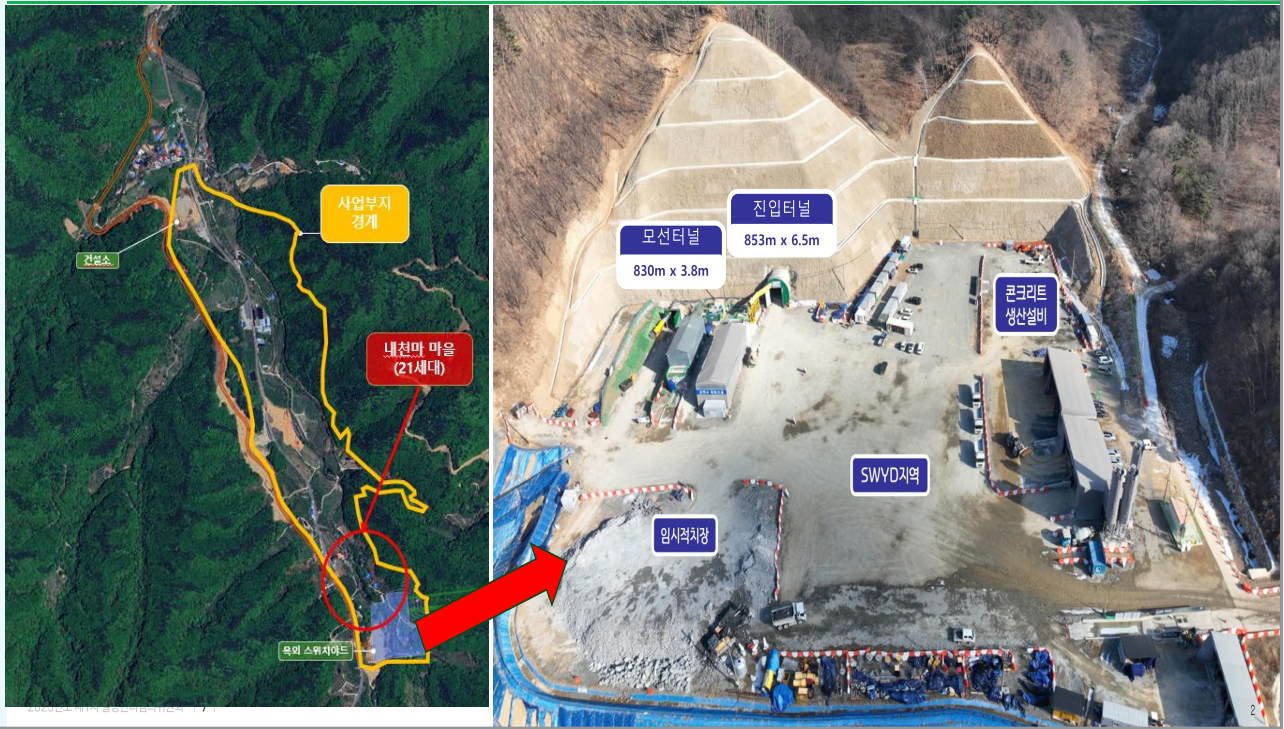 사업부지
경계
건설소
내천마 마을
(21세대)
옥외 스위치야드
모선터널
830m x 3.8m
진입터널
853m x 6.5m
콘크리트
생산설비
SWYD지역
임시적치장
2